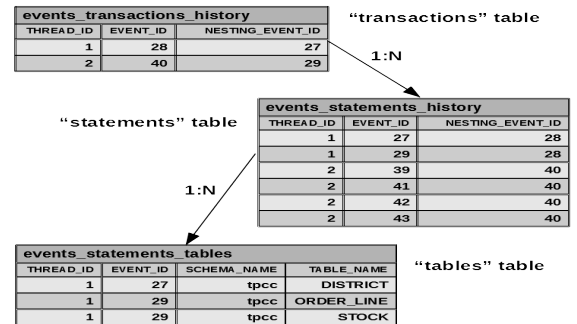 events_transactions_history
"transactions" table
THREAD_ID EVENT_ID NESTING_EVENT_ID
1 28 27
2 40 29
1:N
events_statements_history
"statements" table
THREAD_ID EVENT_ID NESTING_EVENT_ID
1 27 28
1 29 28
2 39 40
2 41 40
2 42 40
2 43 40
1:N
events_statements_tables
"tables" table
THREAD_ID EVENT_ID SCHEMA_NAME TABLE_NAME
1 27 tpcc DISTRICT
1 29 tpcc ORDER_LINE
1 29 tpcc STOCK